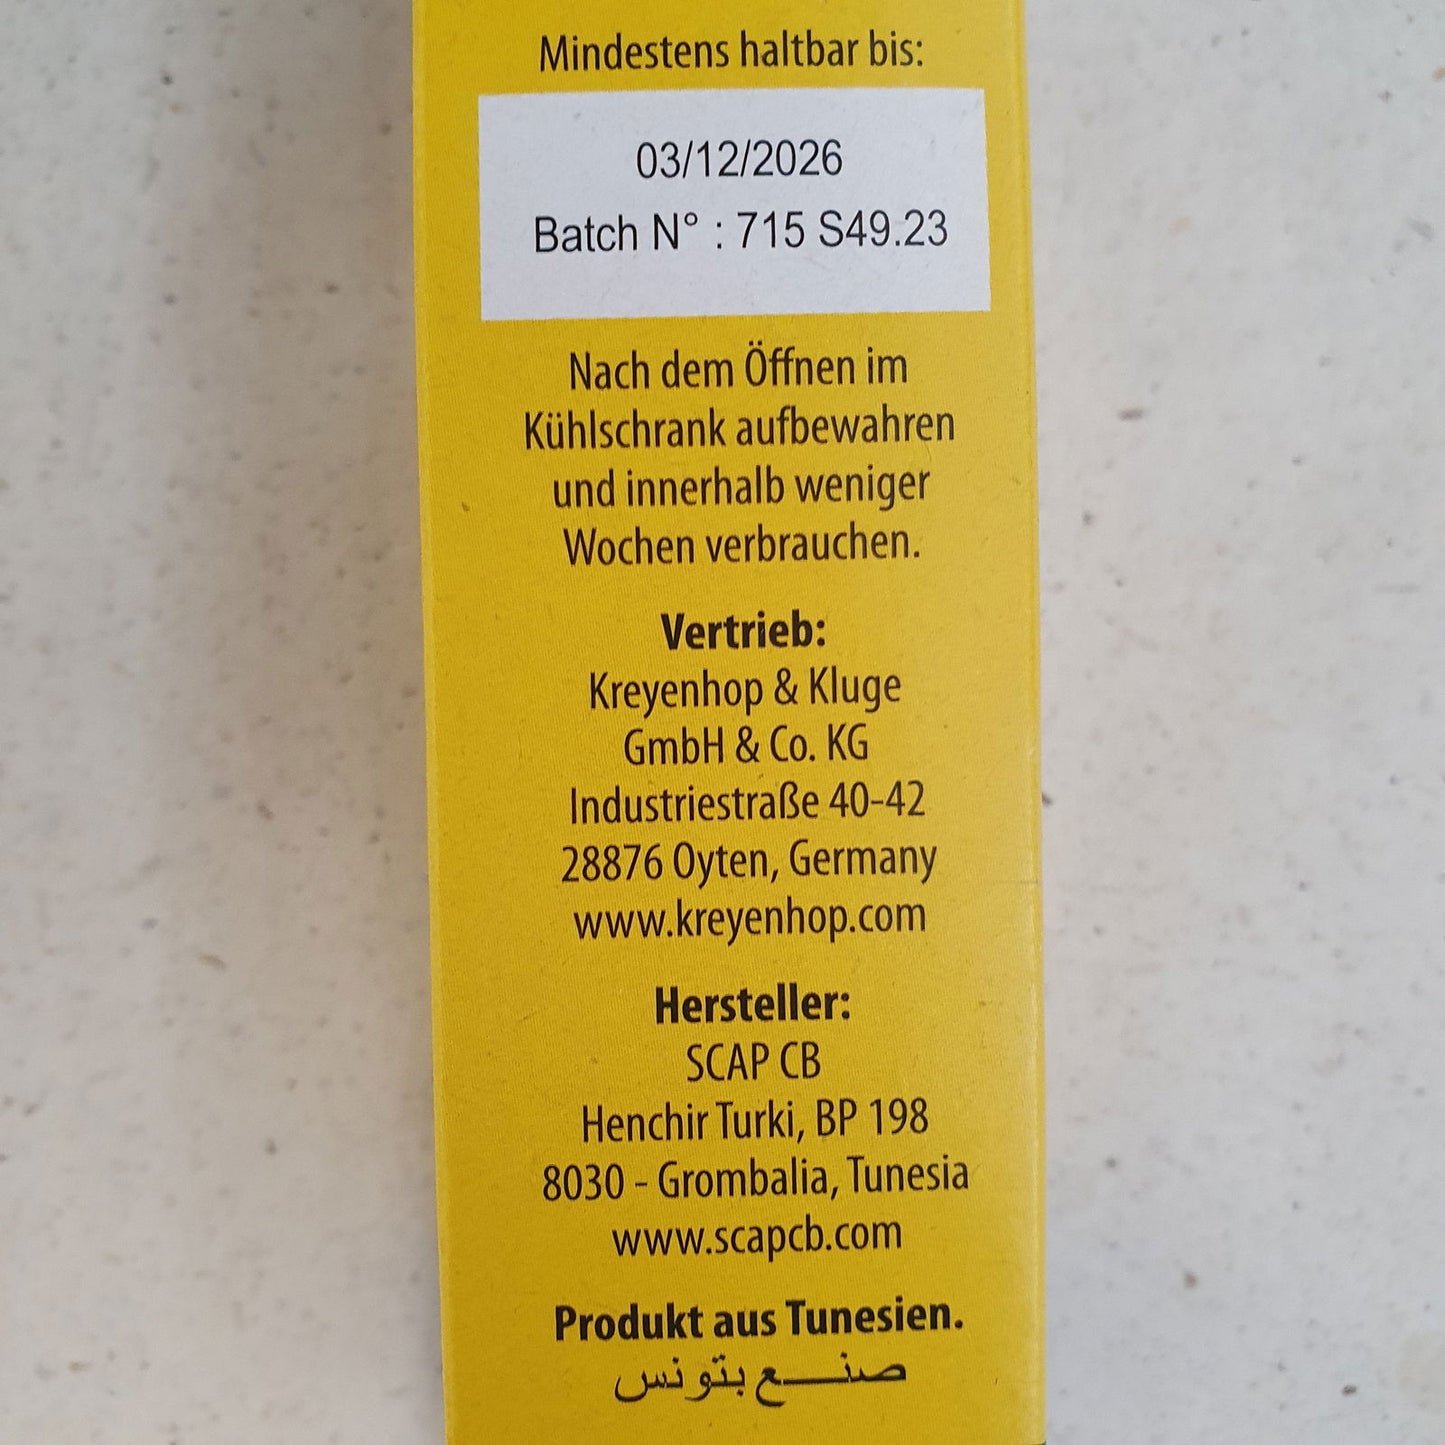 Mindestens haltbar bis:
03/12/2026
Batch N° : 715 S49.23
Nach dem Öffnen im
Kühlschrank aufbewahren
und innerhalb weniger
Wochen verbrauchen.
Vertrieb:
Kreyenhop & Kluge
GmbH & Co. KG
Industriestraße 40-42
28876 Oyten, Germany
www.kreyenhop.com
Hersteller:
SCAP CB
Henchir Turki, BP 198
8030 - Grombalia, Tunesia
www.scapcb.com
Produkt aus Tunesien.
صنـــع بتونس